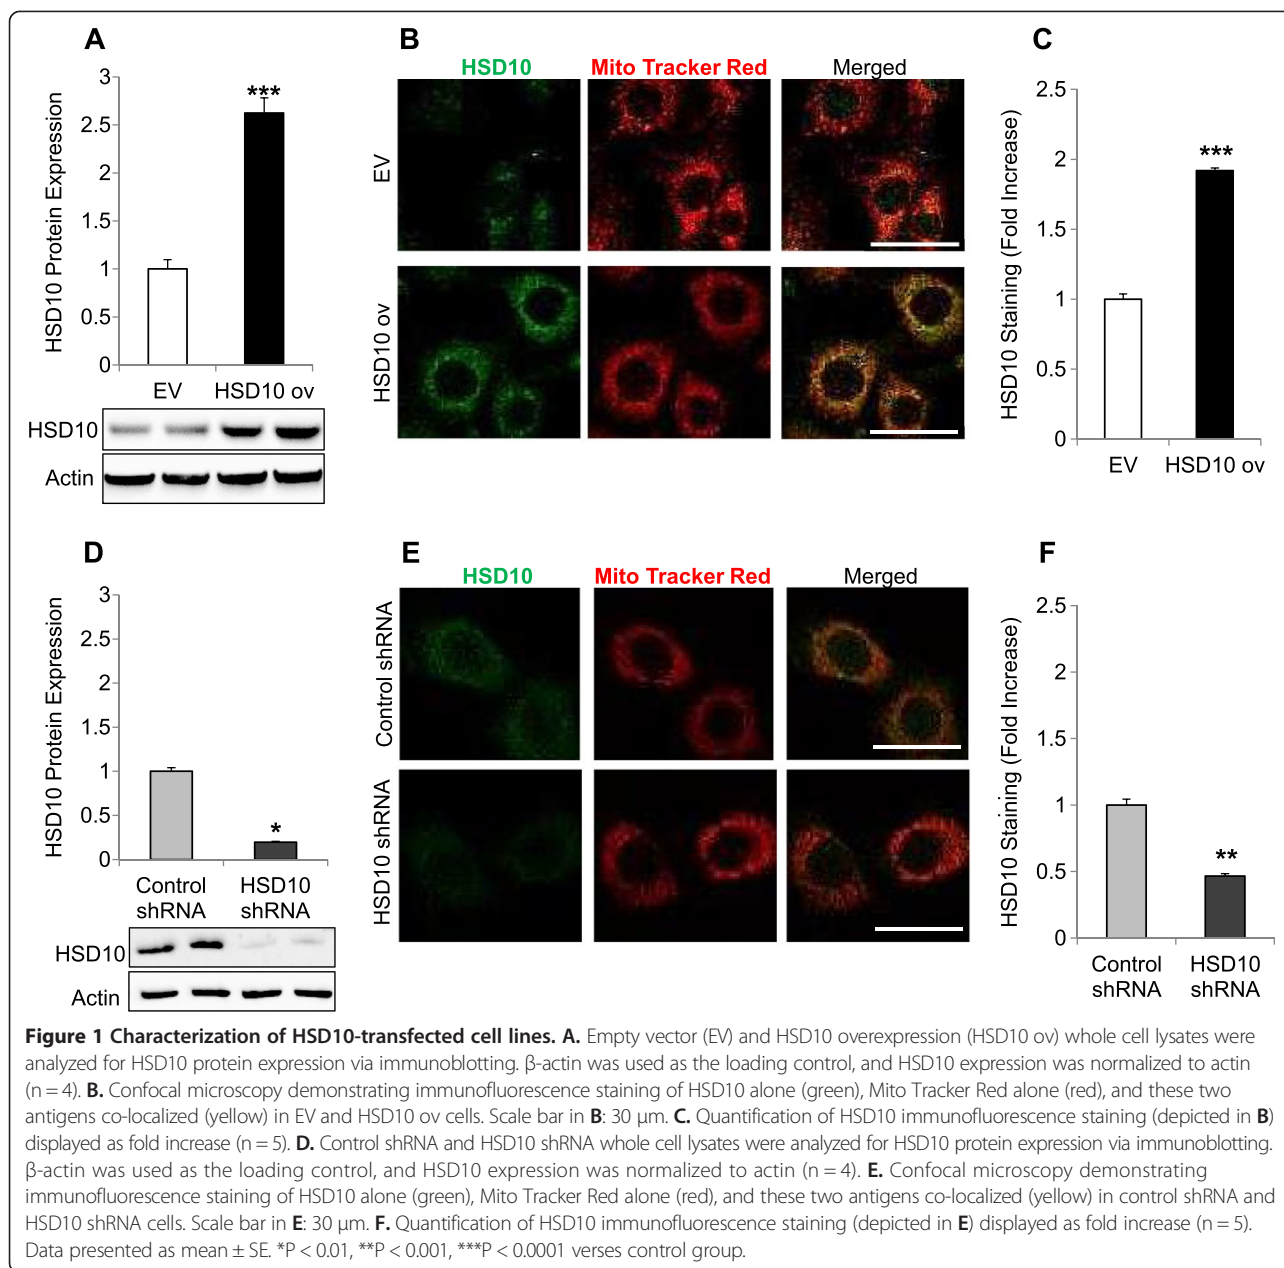 A
HSD10 Protein Expression
3
2.5
2
1.5
1
0.5
0
***
EV HSD10 ov
HSD10
Actin
B
HSD10 Mito Tracker Red Merged
EV
HSD10 ov
C
HSD10 Staining (Fold Increase)
2.5
2
1.5
1
0.5
0
***
EV HSD10 ov
D
HSD10 Protein Expression
3
2.5
2
1.5
1
0.5
0
*
Control HSD10
shRNA shRNA
HSD10
Actin
E
HSD10 Mito Tracker Red Merged
Control shRNA
HSD10 shRNA
F
HSD10 Staining (Fold Increase)
2.5
2
1.5
1
0.5
0
**
Control HSD10
shRNA shRNA
Figure 1 Characterization of HSD10-transfected cell lines. A. Empty vector (EV) and HSD10 overexpression (HSD10 ov) whole cell lysates were
analyzed for HSD10 protein expression via immunoblotting. β-actin was used as the loading control, and HSD10 expression was normalized to actin
(n = 4). B. Confocal microscopy demonstrating immunofluorescence staining of HSD10 alone (green), Mito Tracker Red alone (red), and these two
antigens co-localized (yellow) in EV and HSD10 ov cells. Scale bar in B: 30 μm. C. Quantification of HSD10 immunofluorescence staining (depicted in B)
displayed as fold increase (n = 5). D. Control shRNA and HSD10 shRNA whole cell lysates were analyzed for HSD10 protein expression via immunoblotting.
β-actin was used as the loading control, and HSD10 expression was normalized to actin (n = 4). E. Confocal microscopy demonstrating
immunofluorescence staining of HSD10 alone (green), Mito Tracker Red alone (red), and these two antigens co-localized (yellow) in control shRNA and
HSD10 shRNA cells. Scale bar in E: 30 μm. F. Quantification of HSD10 immunofluorescence staining (depicted in E) displayed as fold increase (n = 5).
Data presented as mean ± SE. *P < 0.01, **P < 0.001, ***P < 0.0001 verses control group.